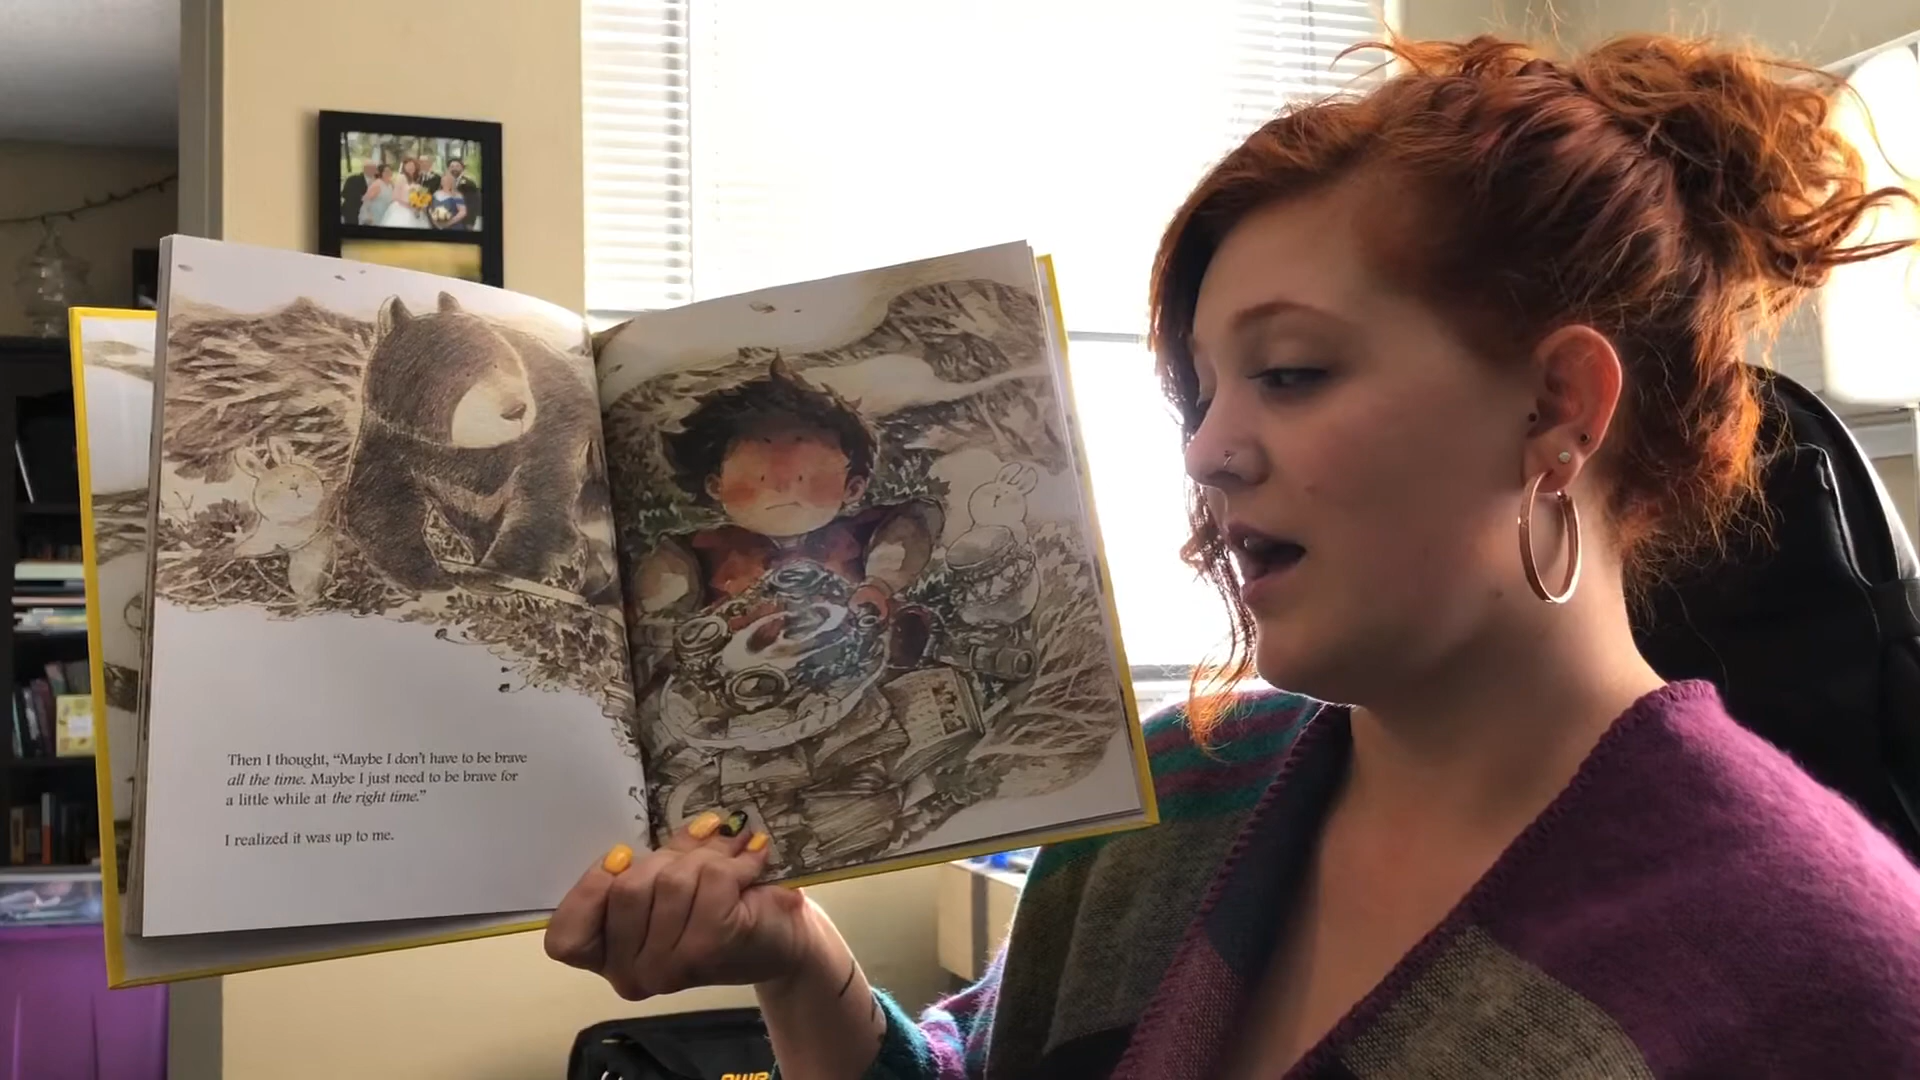 Then I thought, “Maybe I don’t have to be brave
all the time. Maybe I just need to be brave for
a little while at the right time.”
I realized it was up to me.